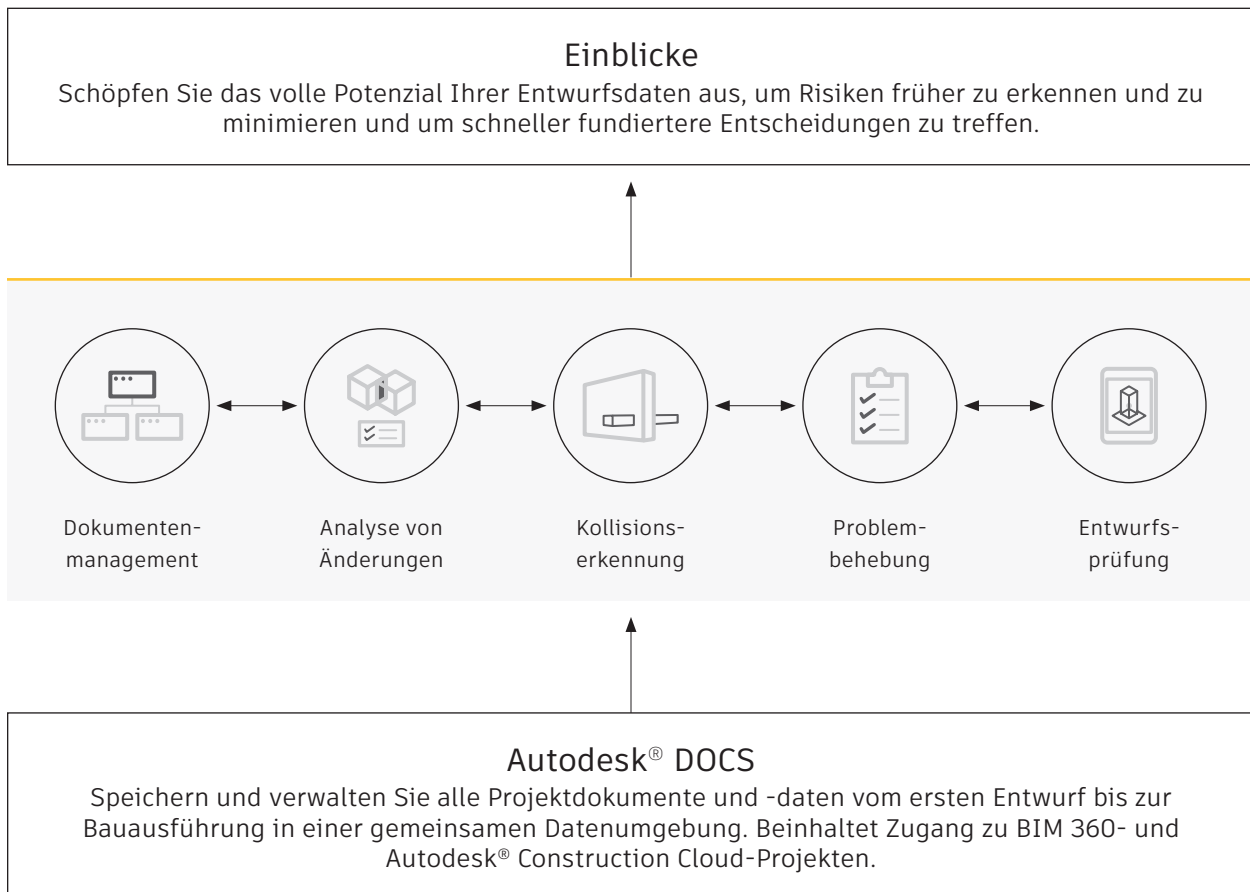 Einblicke
Schöpfen Sie das volle Potenzial Ihrer Entwurfsdaten aus, um Risiken früher zu erkennen und zu
minimieren und um schneller fundiertere Entscheidungen zu treffen.
Dokumenten-
management
Analyse von
Änderungen
Kollisions-
erkennung
Problem-
behebung
Entwurfs-
prüfung
Autodesk® DOCS
Speichern und verwalten Sie alle Projektdokumente und -daten vom ersten Entwurf bis zur
Bauausführung in einer gemeinsamen Datenumgebung. Beinhaltet Zugang zu BIM 360- und
Autodesk® Construction Cloud-Projekten.